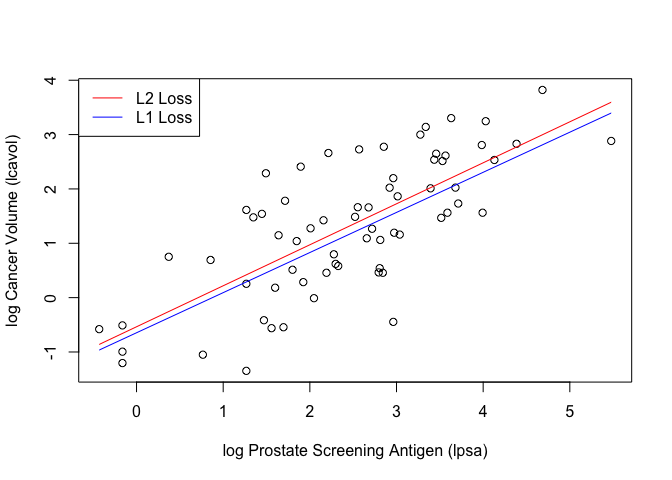 L2 Loss
L1 Loss
log Cancer Volume (lcavol)
4
3
2
1
0
-1
0 1 2 3 4 5
log Prostate Screening Antigen (lpsa)